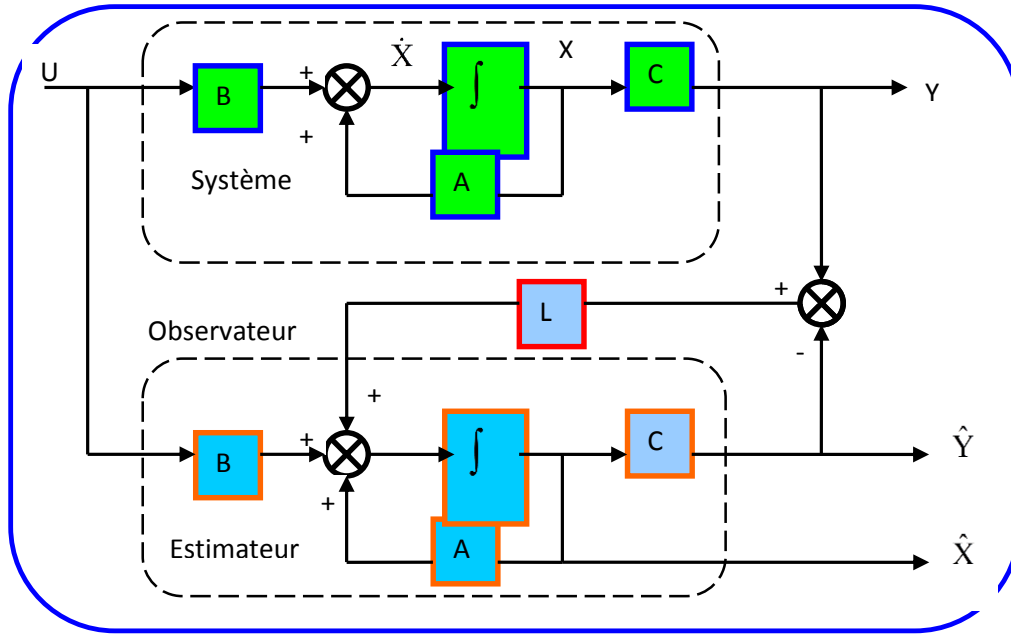 U
B
+
+
Ẋ
∫
X
C
Y
A
Système
+
-
L
Observateur
+
B
+
+
∫
C
Ŷ
A
Estimateur
X̂